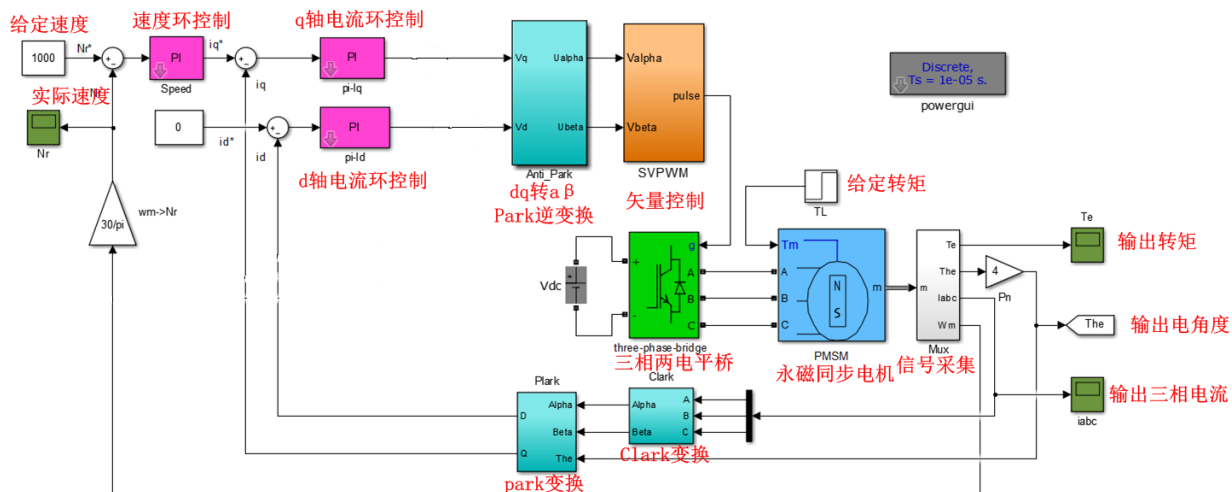 给定速度
速度环控制
q轴电流环控制
1000
Nr*
PI
Speed
iq*
iq
PI
pi-Iq
实际速度
Nr
0
id*
id
PI
pi-Id
d轴电流环控制
30/pi
wm->Nr
Vq
Ualpha
Vd
Ubeta
Anti_Park
dq转aβ
Park逆变换
Valpha
pulse
Vbeta
SVPWM
矢量控制
Discrete,
Ts = 1e-05 s.
powergui
TL
给定转矩
Vdc
+
-
g
A
B
C
three-phase-bridge
三相两电平桥
Tm
A
B
C
N
S
m
PMSM
永磁同步电机
m
Te
The
Iabc
Wm
Mux
信号采集
4
Pn
Te
输出转矩
The
输出电角度
iabc
输出三相电流
Plark
D
Q
Alpha
Beta
The
park变换
Clark
Alpha
Beta
A
B
C
Clark变换